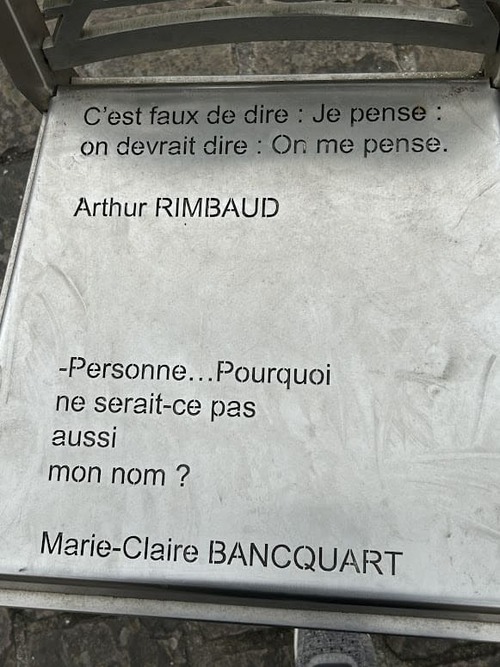 C'est faux de dire : Je pense :
on devrait dire : On me pense.
Arthur RIMBAUD
-Personne...Pourquoi
ne serait-ce pas
aussi
mon nom ?
Marie-Claire BANCQUART